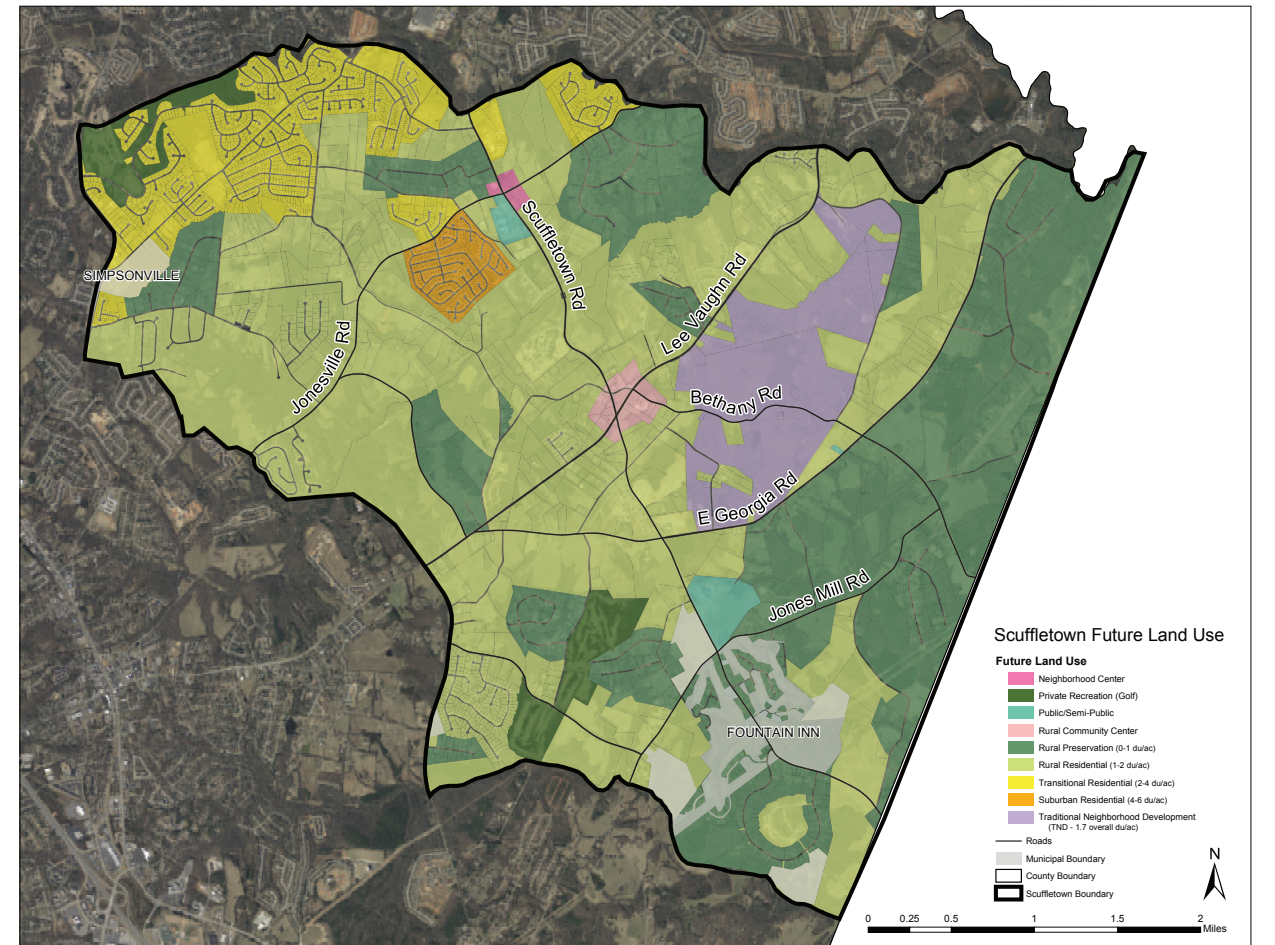 SIMPSONVILLE
Scuffletown Rd
Lee Vaughn Rd
Jonesville Rd
Bethany Rd
E Georgia Rd
Jones Mill Rd
FOUNTAIN INN
Scuffletown Future Land Use
Future Land Use
Neighborhood Center
Private Recreation (Golf)
Public/Semi-Public
Rural Community Center
Rural Preservation (0-1 du/ac)
Rural Residential (1-2 du/ac)
Transitional Residential (2-4 du/ac)
Suburban Residential (4-6 du/ac)
Traditional Neighborhood Development
(TND - 1.7 overall du/ac)
Roads
Municipal Boundary
County Boundary
Scuffletown Boundary
N
0 0.25 0.5 1 1.5 2
Miles